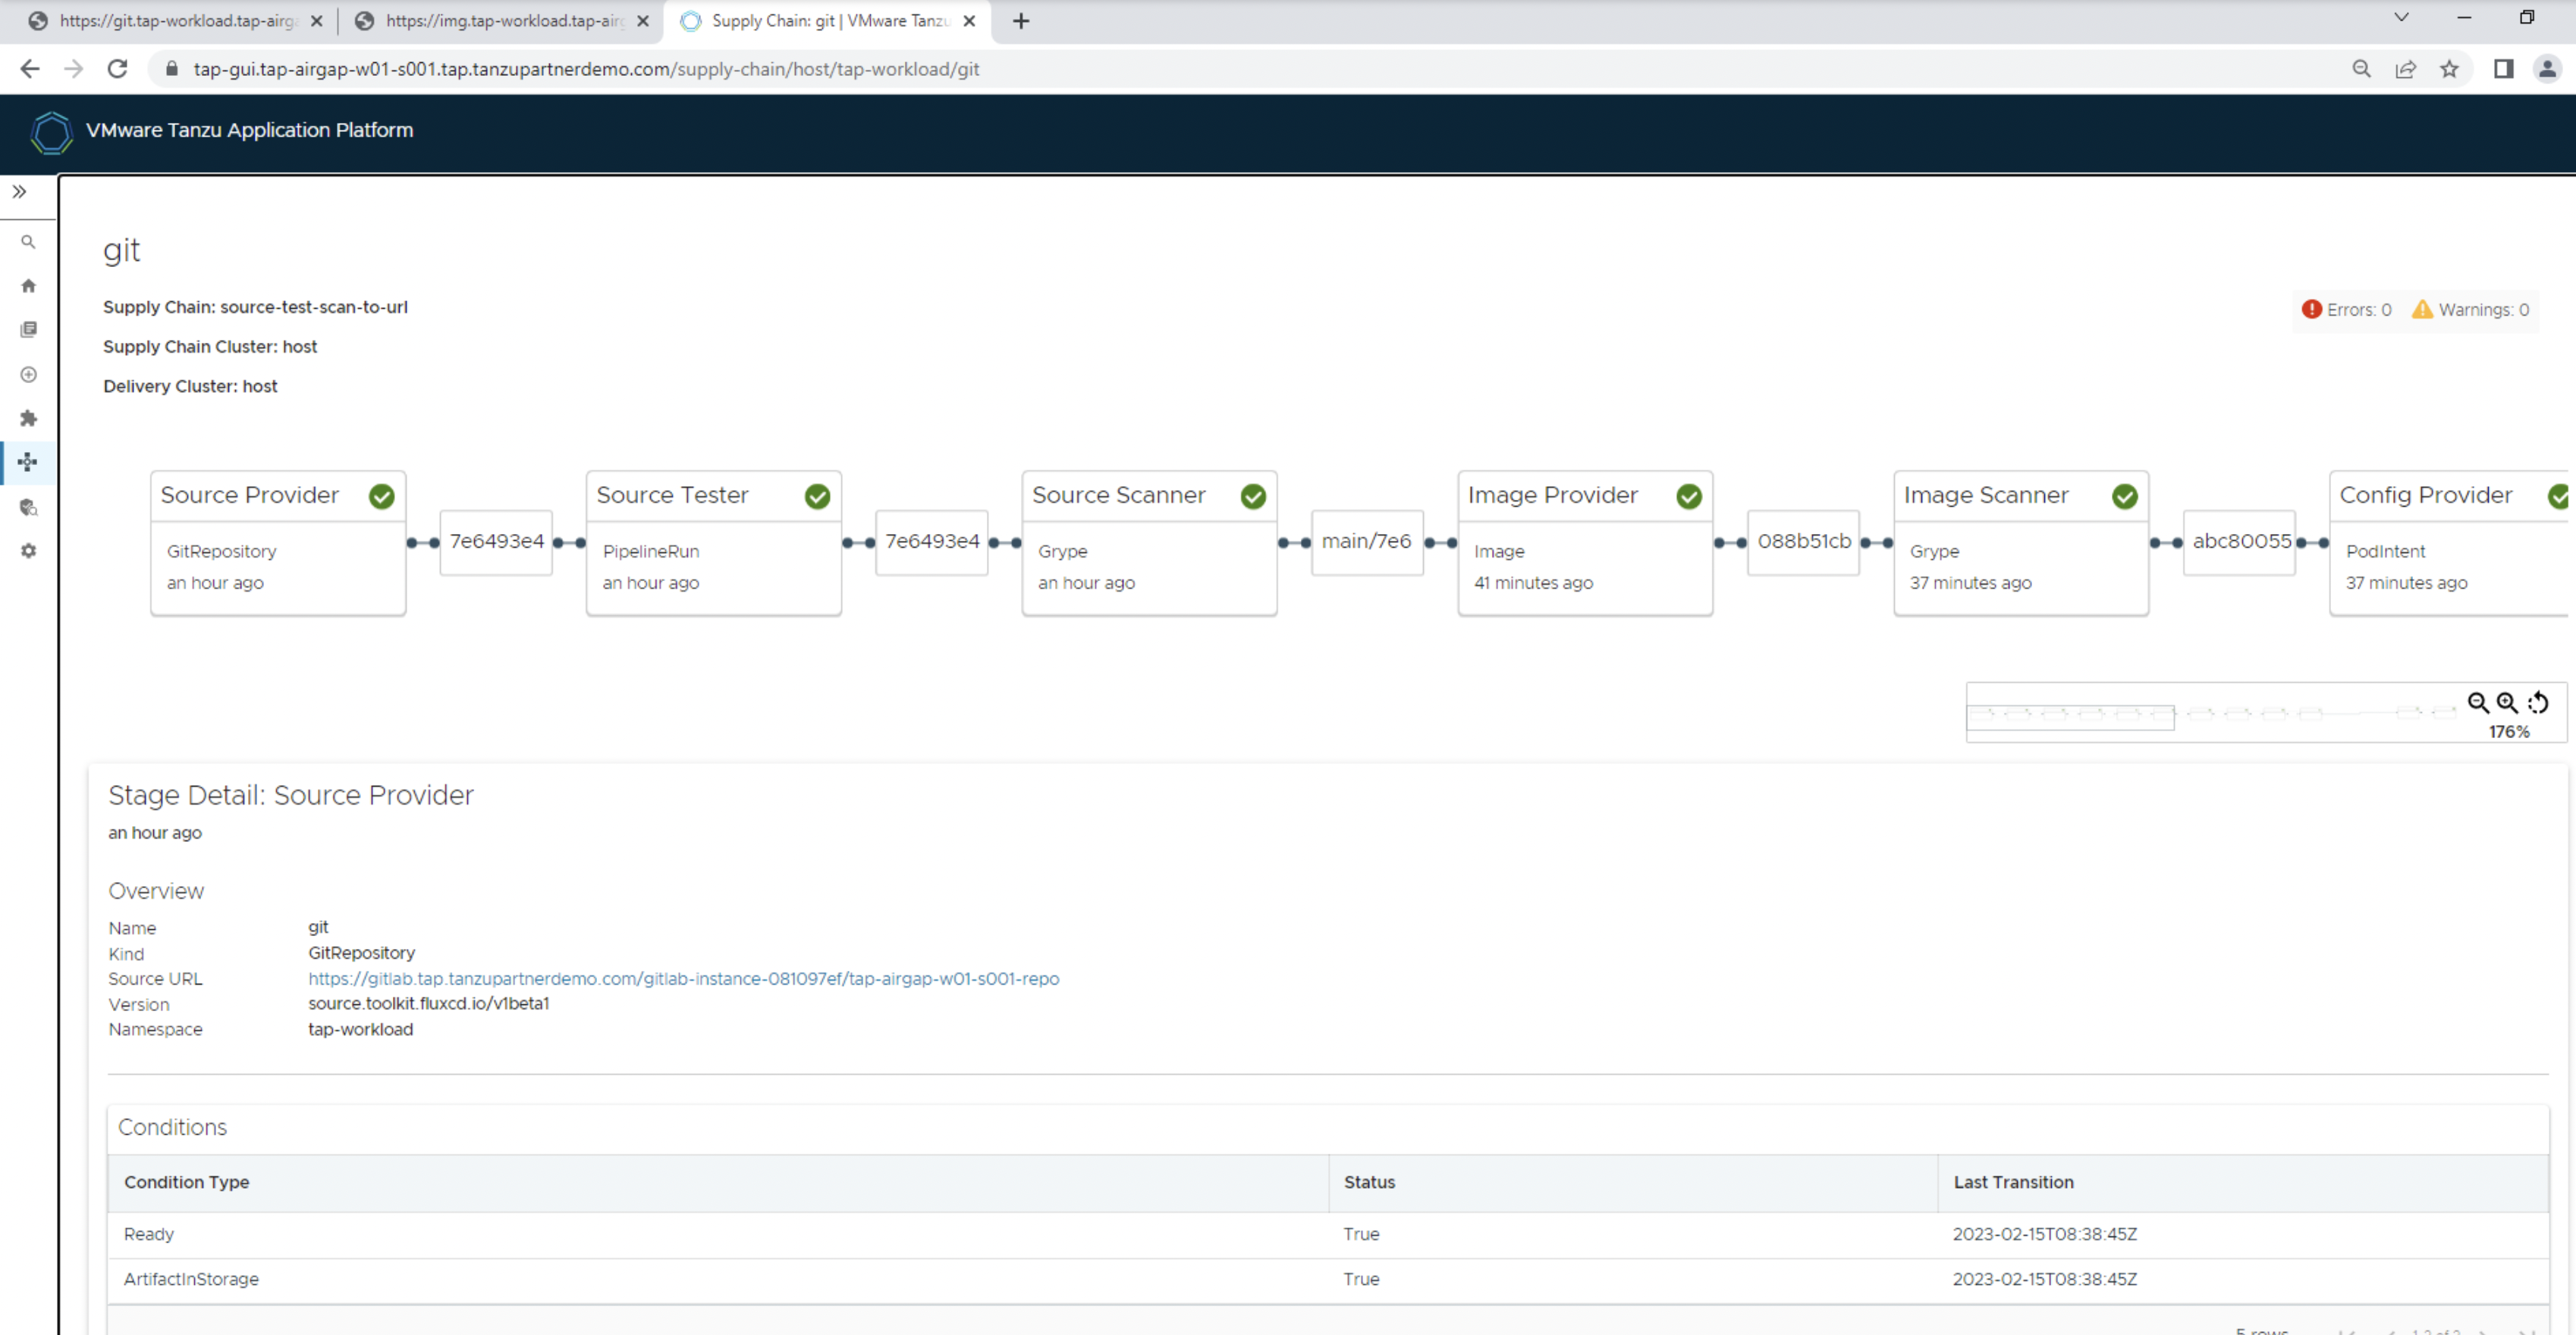 https://git.tap-workload.tap-airga
https://img.tap-workload.tap-airg
Supply Chain: git | VMware Tanzu
tap-gui.tap-airgap-w01-s001.tap.tanzupartnerdemo.com/supply-chain/host/tap-workload/git
VMware Tanzu Application Platform
git
Supply Chain: source-test-scan-to-url
Errors: 0 Warnings: 0
Supply Chain Cluster: host
Delivery Cluster: host
Source Provider
GitRepository
an hour ago
7e6493e4
Source Tester
PipelineRun
an hour ago
7e6493e4
Source Scanner
Grype
an hour ago
main/7e6
Image Provider
Image
41 minutes ago
088b51cb
Image Scanner
Grype
37 minutes ago
abc80055
Config Provider
PodIntent
37 minutes ago
176%
Stage Detail: Source Provider
an hour ago
Overview
Name git
Kind GitRepository
Source URL https://gitlab.tap.tanzupartnerdemo.com/gitlab-instance-081097ef/tap-airgap-w01-s001-repo
Version source.toolkit.fluxcd.io/v1beta1
Namespace tap-workload
Conditions
Condition Type Status Last Transition
Ready True 2023-02-15T08:38:45Z
ArtifactInStorage True 2023-02-15T08:38:45Z
5 rows